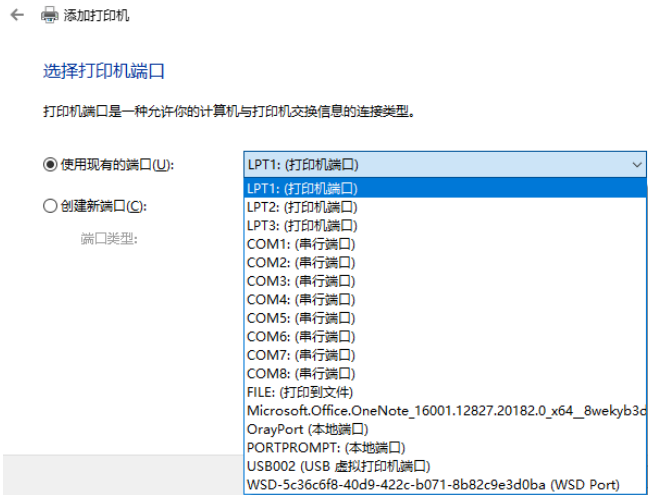 添加打印机
选择打印机端口
打印机端口是一种允许你的计算机与打印机交换信息的连接类型。
使用现有的端口(U): LPT1: (打印机端口)
LPT1: (打印机端口)
创建新端口(C): LPT2: (打印机端口)
LPT3: (打印机端口)
端口类型: COM1: (串行端口)
COM2: (串行端口)
COM3: (串行端口)
COM4: (串行端口)
COM5: (串行端口)
COM6: (串行端口)
COM7: (串行端口)
COM8: (串行端口)
FILE: (打印到文件)
Microsoft.Office.OneNote_16001.12827.20182.0_x64__8wekyb3d
OrayPort (本地端口)
PORTPROMPT: (本地端口)
USB002 (USB 虚拟打印机端口)
WSD-5c36c6f8-40d9-422c-b071-8b82c9e3d0ba (WSD Port)